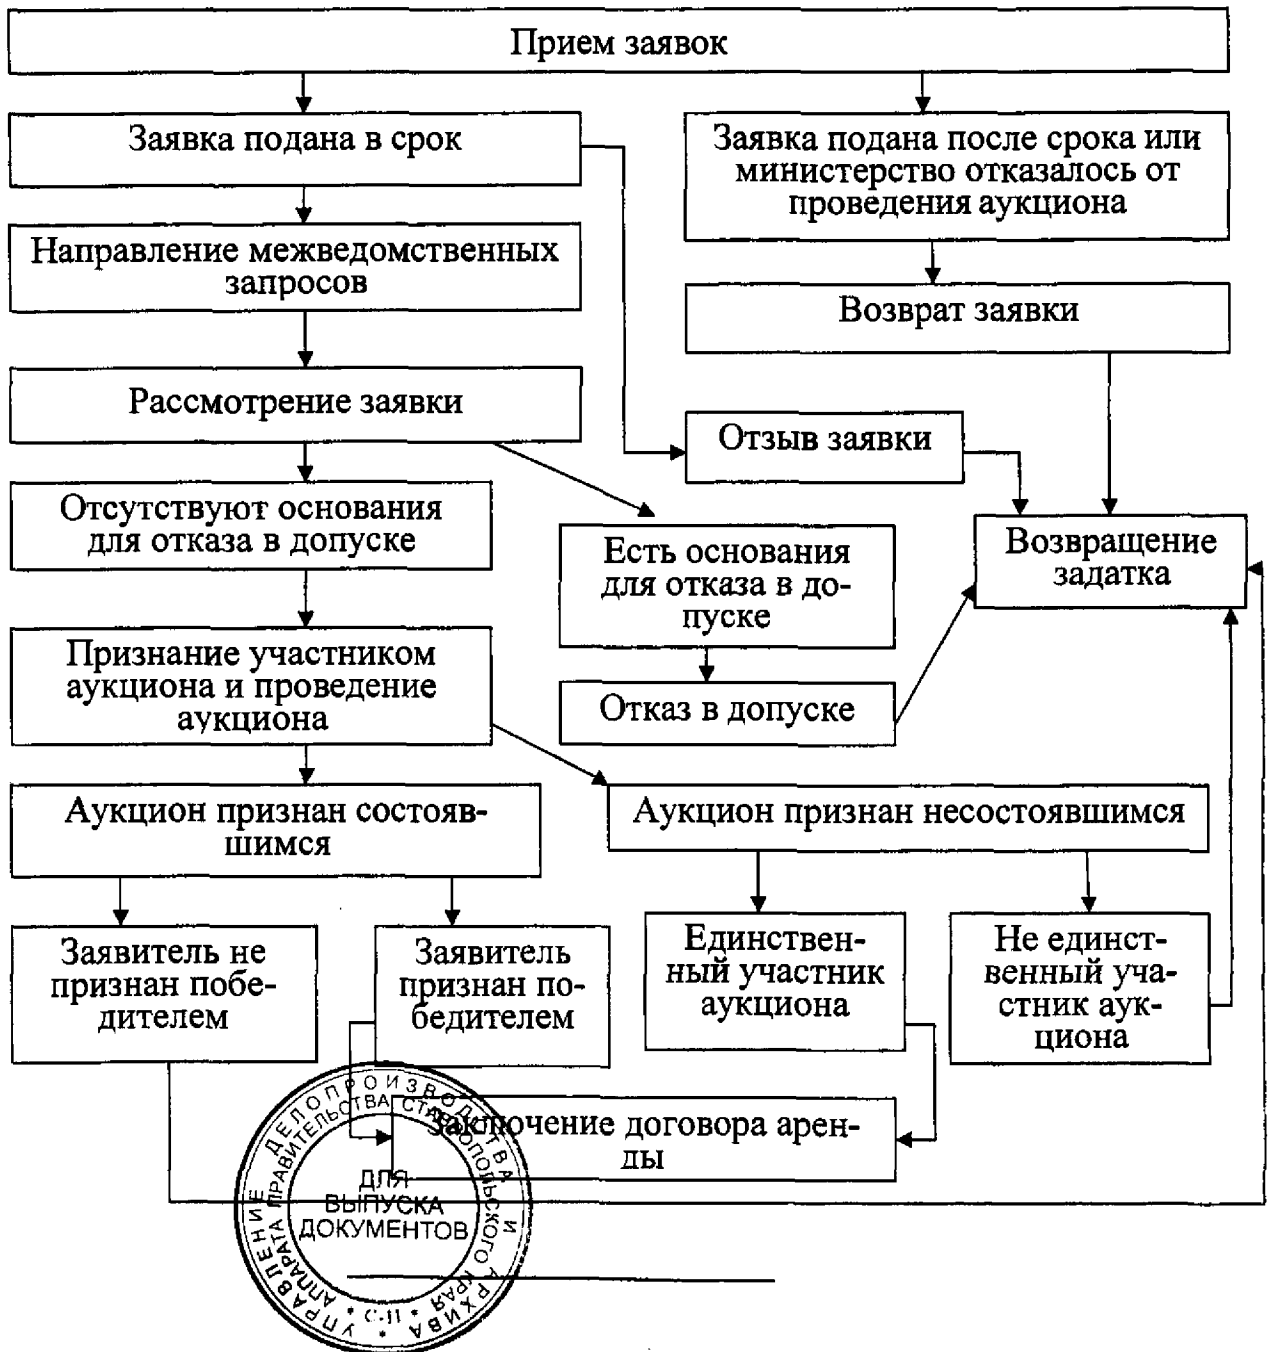 Прием заявок
Заявка подана в срок
Заявка подана после срока или
министерство отказалось от
проведения аукциона
Направление межведомственных
запросов
Возврат заявки
Рассмотрение заявки
Отзыв заявки
Отсутствуют основания
для отказа в допуске
Есть основания
для отказа в до-
пуске
Возвращение
задатка
Признание участником
аукциона и проведение
аукциона
Отказ в допуске
Аукцион признан состояв-
шимся
Аукцион признан несостоявшимся
Заявитель не
признан побе-
дителем
Заявитель
признан по-
бедителем
Единствен-
ный участник
аукциона
Не единст-
венный уча-
стник аук-
циона
Заключение договора арен-
ды
УПРАВЛЕНИЕ ДЕЛОПРОИЗВОДСТВА И АРХИВА
АППАРАТА ПРАВИТЕЛЬСТВА СТАВРОПОЛЬСКОГО КРАЯ
ДЛЯ
ВЫПУСКА
ДОКУМЕНТОВ